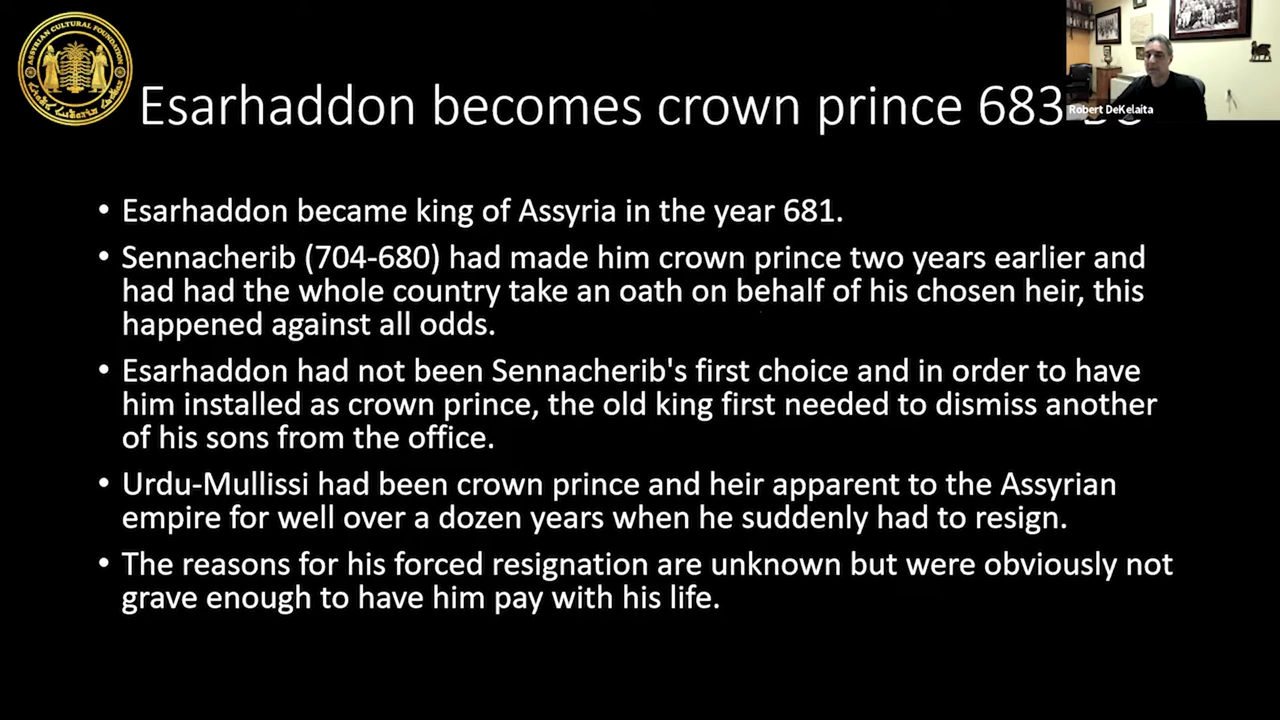 ASSYRIAN CULTURAL FOUNDATION
Robert DeKelaita
Esarhaddon becomes crown prince 683
• Esarhaddon became king of Assyria in the year 681.
• Sennacherib (704-680) had made him crown prince two years earlier and
had had the whole country take an oath on behalf of his chosen heir, this
happened against all odds.
• Esarhaddon had not been Sennacherib's first choice and in order to have
him installed as crown prince, the old king first needed to dismiss another
of his sons from the office.
• Urdu-Mullissi had been crown prince and heir apparent to the Assyrian
empire for well over a dozen years when he suddenly had to resign.
• The reasons for his forced resignation are unknown but were obviously not
grave enough to have him pay with his life.